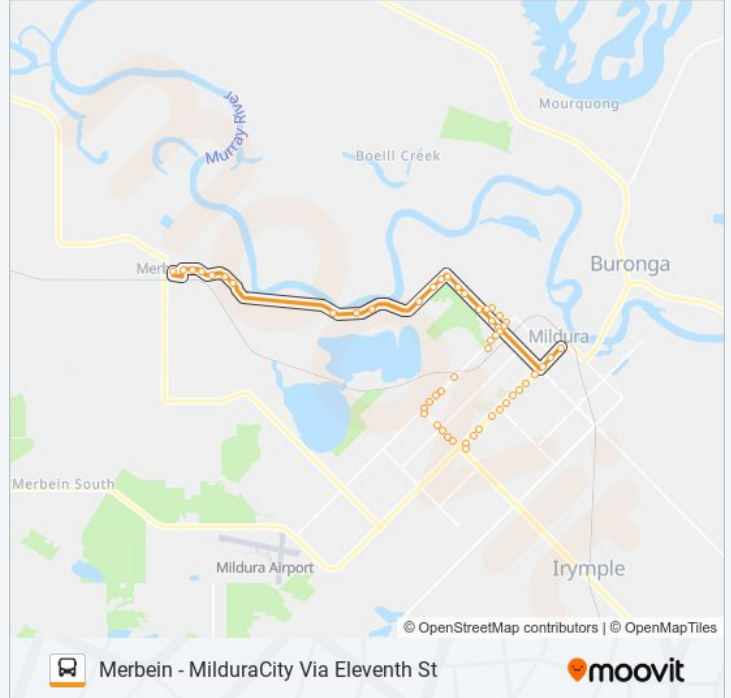 Mourquong
Murray River
Boeill Creek
Buronga
Merb
Mildura
Merbein South
Mildura Airport
Irymple
© OpenStreetMap contributors | © OpenMapTiles
Merbein - MilduraCity Via Eleventh St
moovit